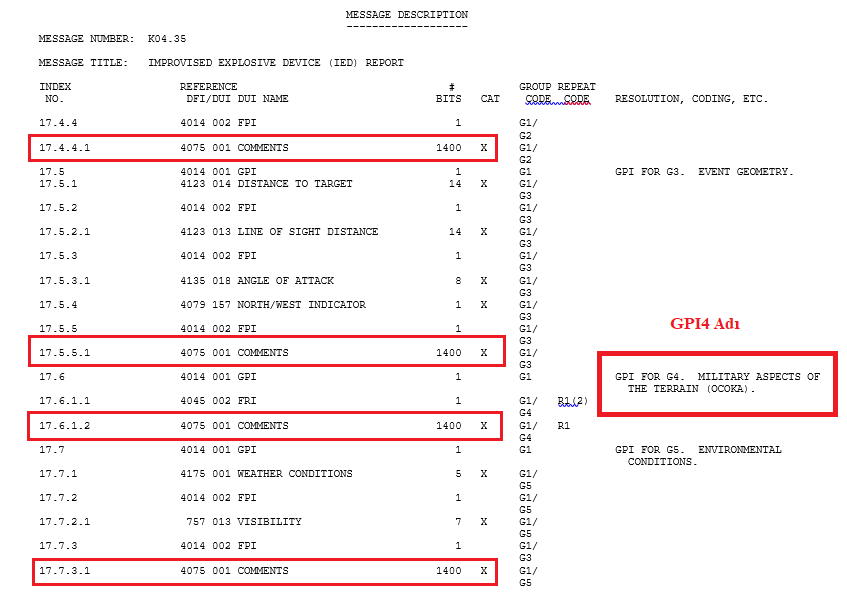 MESSAGE DESCRIPTION
-------------------
MESSAGE NUMBER: K04.35
MESSAGE TITLE: IMPROVISED EXPLOSIVE DEVICE (IED) REPORT
INDEX REFERENCE # GROUP REPEAT
NO. DFI/DUI DUI NAME BITS CAT CODE CODE RESOLUTION, CODING, ETC.
17.4.4 4014 002 FPI 1 G1/
G2
17.4.4.1 4075 001 COMMENTS 1400 X G1/
G2
17.5 4014 001 GPI 1 G1 GPI FOR G3. EVENT GEOMETRY.
17.5.1 4123 014 DISTANCE TO TARGET 14 X G1/
G3
17.5.2 4014 002 FPI 1 G1/
G3
17.5.2.1 4123 013 LINE OF SIGHT DISTANCE 14 X G1/
G3
17.5.3 4014 002 FPI 1 G1/
G3
17.5.3.1 4135 018 ANGLE OF ATTACK 8 X G1/
G3
17.5.4 4079 157 NORTH/WEST INDICATOR 1 X G1/
G3
GPI4 Adı
17.5.5 4014 002 FPI 1 G1/
G3
17.5.5.1 4075 001 COMMENTS 1400 X G1/
G3
17.6 4014 001 GPI 1 G1 GPI FOR G4. MILITARY ASPECTS OF
THE TERRAIN (OCOKA).
17.6.1.1 4045 002 FRI 1 G1/ R1(2)
G4
17.6.1.2 4075 001 COMMENTS 1400 X G1/ R1
G4
17.7 4014 001 GPI 1 G1 GPI FOR G5. ENVIRONMENTAL
CONDITIONS.
17.7.1 4175 001 WEATHER CONDITIONS 5 X G1/
G5
17.7.2 4014 002 FPI 1 G1/
G5
17.7.2.1 757 013 VISIBILITY 7 X G1/
G5
17.7.3 4014 002 FPI 1 G1/
G3
17.7.3.1 4075 001 COMMENTS 1400 X G1/
G5